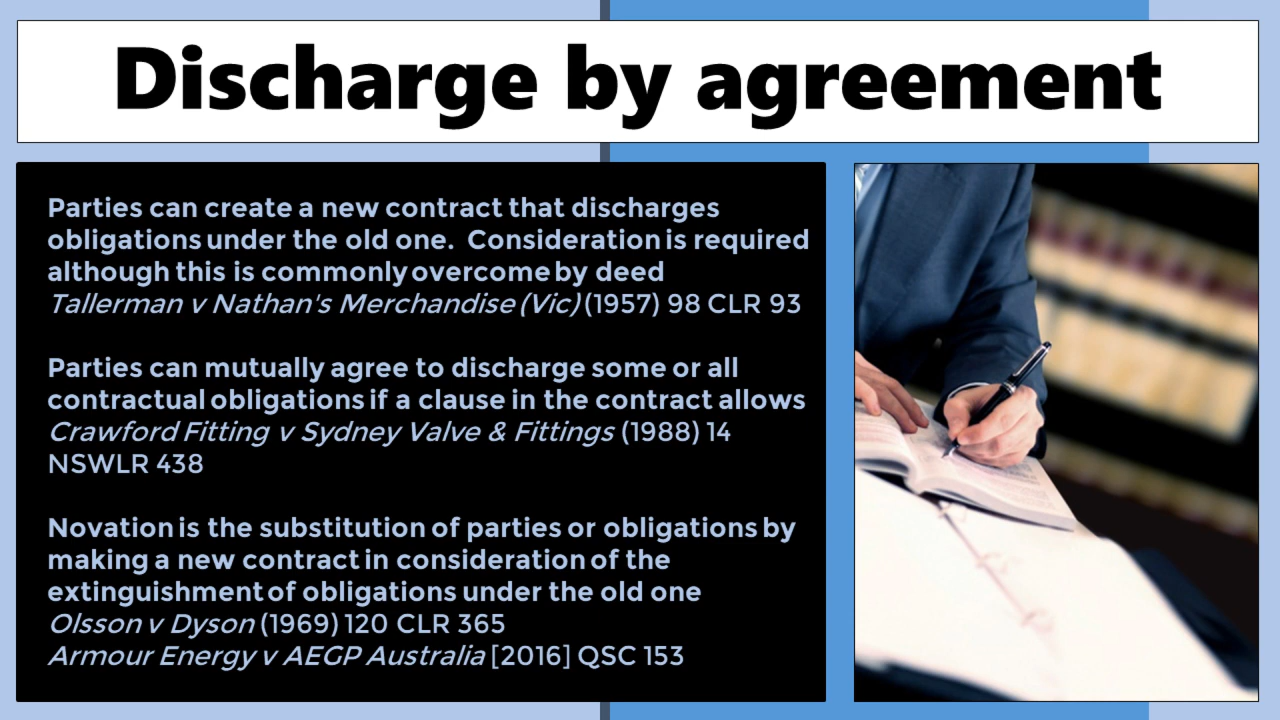 Discharge by agreement
Parties can create a new contract that discharges
obligations under the old one.  Consideration is required
although this is commonly overcome by deed
Tallerman v Nathan's Merchandise (Vic) (1957) 98 CLR 93
Parties can mutually agree to discharge some or all
contractual obligations if a clause in the contract allows
Crawford Fitting v Sydney Valve & Fittings (1988) 14
NSWLR 438
Novation is the substitution of parties or obligations by
making a new contract in consideration of the
extinguishment of obligations under the old one
Olsson v Dyson (1969) 120 CLR 365
Armour Energy v AEGP Australia [2016] QSC 153